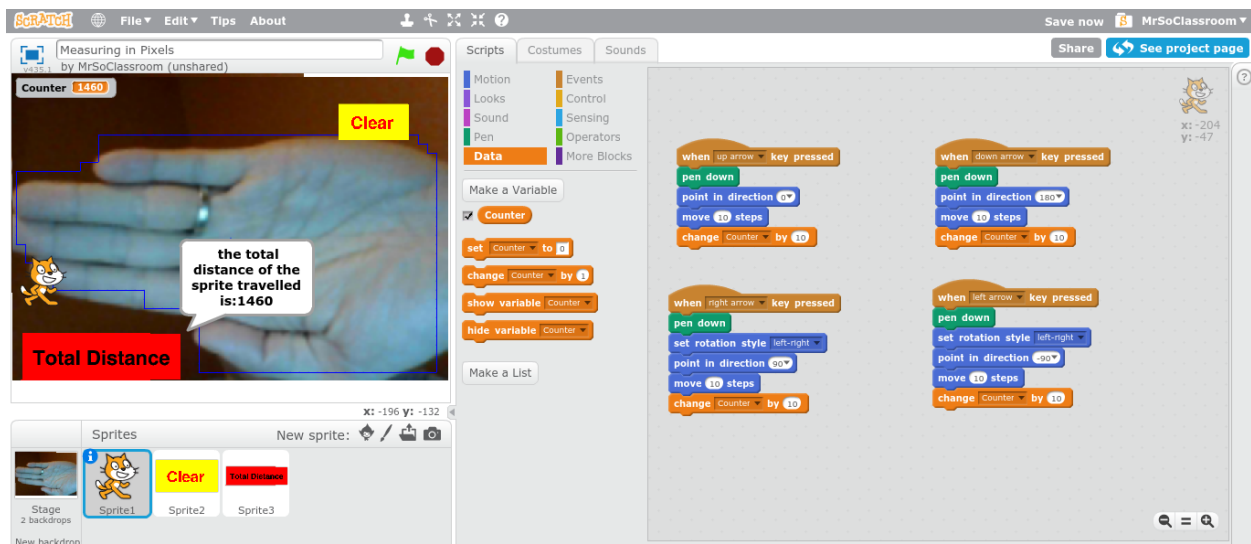 SCRATCH File▼ Edit▼ Tips About Save now MrSoClassroom▼
Measuring in Pixels
v435.1 by MrSoClassroom (unshared)
Scripts Costumes Sounds
Share See project page
Counter 1460
Clear
the total
distance of the
sprite travelled
is:1460
Total Distance
x: -196 y: -132
Sprites New sprite:
Stage
2 backdrops
New backdrop
Sprite1
Clear
Sprite2
Total Distance
Sprite3
Motion Events
Looks Control
Sound Sensing
Pen Operators
Data More Blocks
Make a Variable
Counter
set Counter to 0
change Counter by 1
show variable Counter
hide variable Counter
Make a List
when up arrow key pressed
pen down
point in direction 0▼
move 10 steps
change Counter by 10
when down arrow key pressed
pen down
point in direction 180▼
move 10 steps
change Counter by 10
when right arrow key pressed
pen down
set rotation style left-right
point in direction 90▼
move 10 steps
change Counter by 10
when left arrow key pressed
pen down
set rotation style left-right
point in direction -90▼
move 10 steps
change Counter by 10
x: -204
y: -47